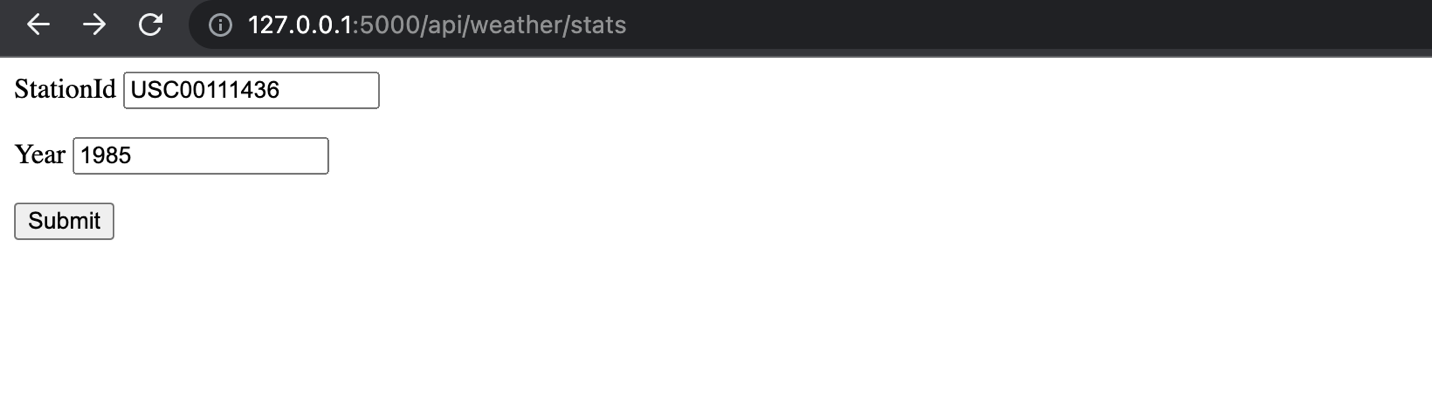 127.0.0.1:5000/api/weather/stats
StationId USC00111436
Year 1985
Submit